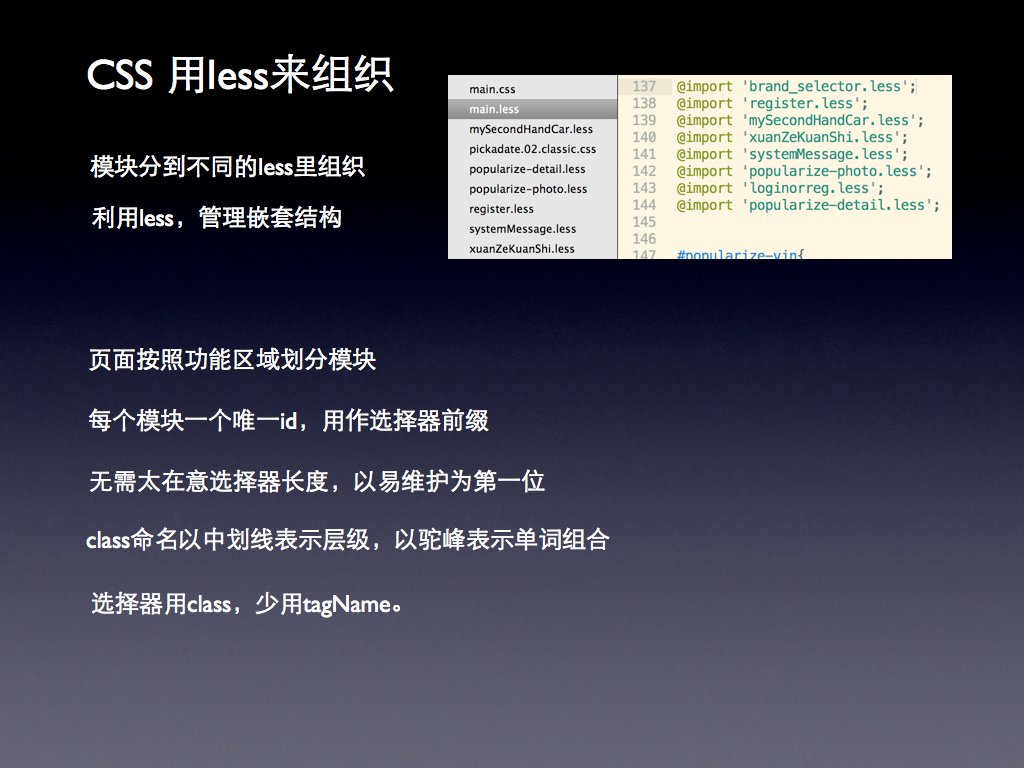 CSS 用less来组织
模块分到不同的less里组织
利用less，管理嵌套结构
main.css
main.less
mySecondHandCar.less
pickadate.02.classic.css
popularize-detail.less
popularize-photo.less
register.less
systemMessage.less
xuanZeKuanShi.less
137 @import 'brand_selector.less';
138 @import 'register.less';
139 @import 'mySecondHandCar.less';
140 @import 'xuanZeKuanShi.less';
141 @import 'systemMessage.less';
142 @import 'popularize-photo.less';
143 @import 'loginorreg.less';
144 @import 'popularize-detail.less';
145
146
147 #popularize-yin{
页面按照功能区域划分模块
每个模块一个唯一id，用作选择器前缀
无需太在意选择器长度，以易维护为第一位
class命名以中划线表示层级，以驼峰表示单词组合
选择器用class，少用tagName。